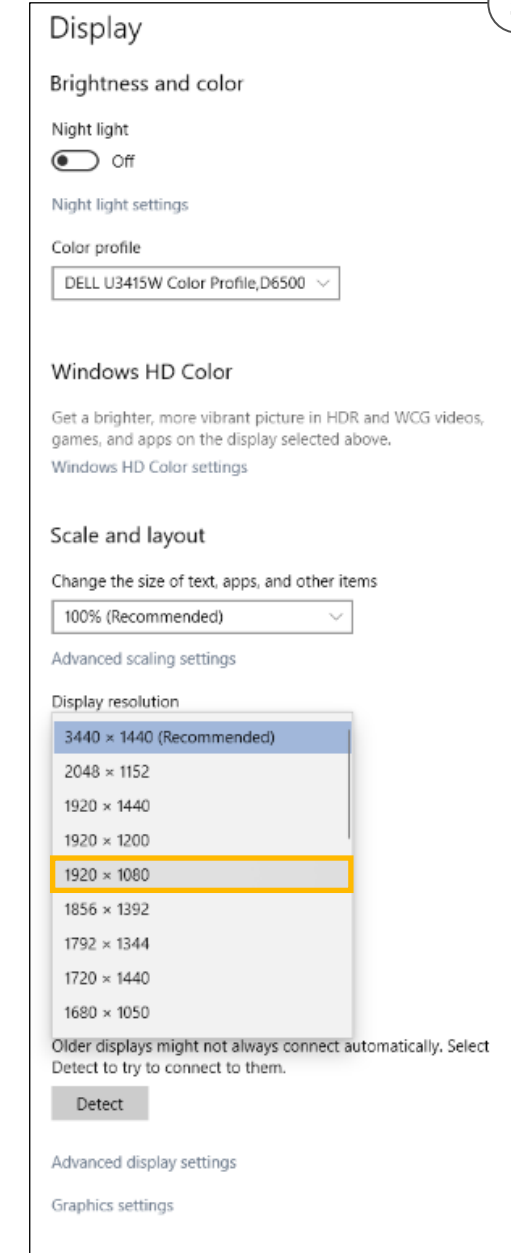 Display
Brightness and color
Night light
Off
Night light settings
Color profile
DELL U3415W Color Profile,D6500
Windows HD Color
Get a brighter, more vibrant picture in HDR and WCG videos,
games, and apps on the display selected above.
Windows HD Color settings
Scale and layout
Change the size of text, apps, and other items
100% (Recommended)
Advanced scaling settings
Display resolution
3440 × 1440 (Recommended)
2048 × 1152
1920 × 1440
1920 × 1200
1920 × 1080
1856 × 1392
1792 × 1344
1720 × 1440
1680 × 1050
Older displays might not always connect automatically. Select
Detect to try to connect to them.
Detect
Advanced display settings
Graphics settings